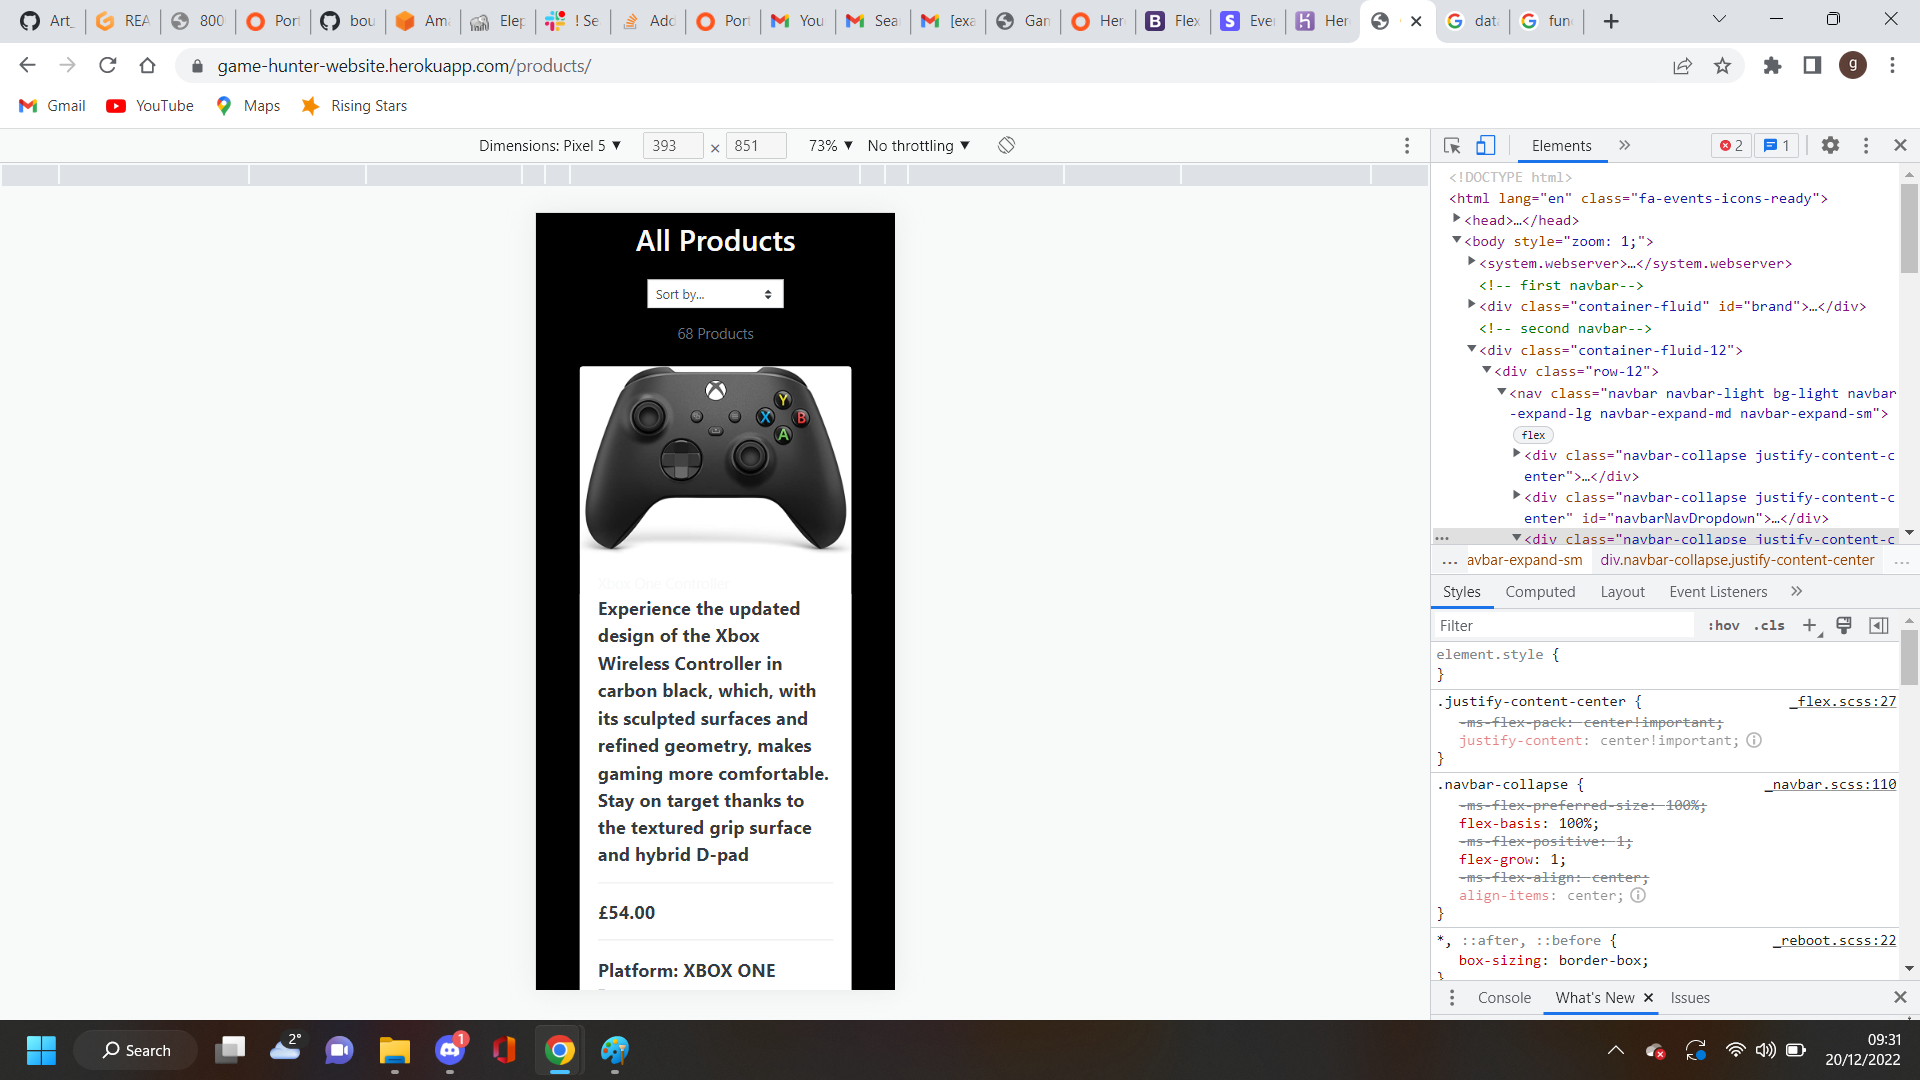 Art_
REA
800
Port
bou
Ama
Elep
! Se
Add
Port
You
Sea
[exa
Gan
Her
Flex
Eve
Her
dat
fun
game-hunter-website.herokuapp.com/products/
g
Gmail
YouTube
Maps
Rising Stars
Dimensions: Pixel 5 ▼ 393 × 851 73% ▼ No throttling ▼
Elements
2
1
<!DOCTYPE html>
<html lang="en" class="fa-events-icons-ready">
<head>…</head>
<body style="zoom: 1;">
<system.webserver>…</system.webserver>
<!-- first navbar-->
<div class="container-fluid" id="brand">…</div>
<!-- second navbar-->
<div class="container-fluid-12">
<div class="row-12">
<nav class="navbar navbar-light bg-light navbar
-expand-lg navbar-expand-md navbar-expand-sm">
flex
<div class="navbar-collapse justify-content-c
enter">…</div>
<div class="navbar-collapse justify-content-c
enter" id="navbarNavDropdown">…</div>
<div class="navbar-collapse justify-content-c
... avbar-expand-sm div.navbar-collapse.justify-content-center ...
Styles Computed Layout Event Listeners
Filter
:hov .cls
element.style {
}
.justify-content-center { _flex.scss:27
-ms-flex-pack: center!important;
justify-content: center!important;
}
.navbar-collapse { _navbar.scss:110
-ms-flex-preferred-size: 100%;
flex-basis: 100%;
-ms-flex-positive: 1;
flex-grow: 1;
-ms-flex-align: center;
align-items: center;
}
*, ::after, ::before { _reboot.scss:22
box-sizing: border-box;
}
Console What's New Issues
All Products
Sort by...
68 Products
X
Y
B
A
Xbox One Controller
Experience the updated
design of the Xbox
Wireless Controller in
carbon black, which, with
its sculpted surfaces and
refined geometry, makes
gaming more comfortable.
Stay on target thanks to
the textured grip surface
and hybrid D-pad
£54.00
Platform: XBOX ONE
Search
2°
1
09:31
20/12/2022